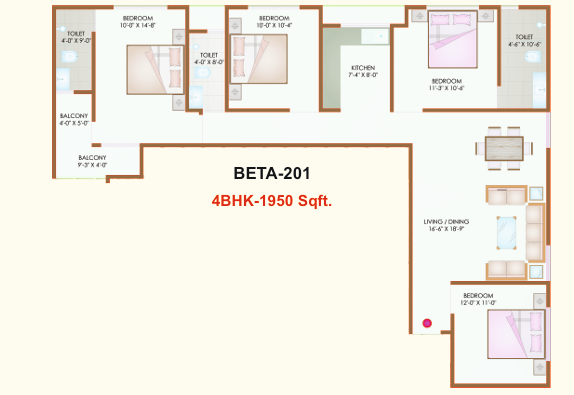 BEDROOM
10'-0" X 14'-8"
BEDROOM
10'-0" X 10'-4"
TOILET
4'-0" X 9'-0"
TOILET
4'-0" X 8'-0"
KITCHEN
7'-4" X 8'-0"
BEDROOM
11'-3" X 10'-6"
TOILET
4'-6" X 10'-6"
BALCONY
4'-0" X 5'-0"
BALCONY
9'-3" X 4'-0"
BETA-201
4BHK-1950 Sqft.
LIVING / DINING
16'-6" X 18'-9"
BEDROOM
12'-0" X 11'-0"